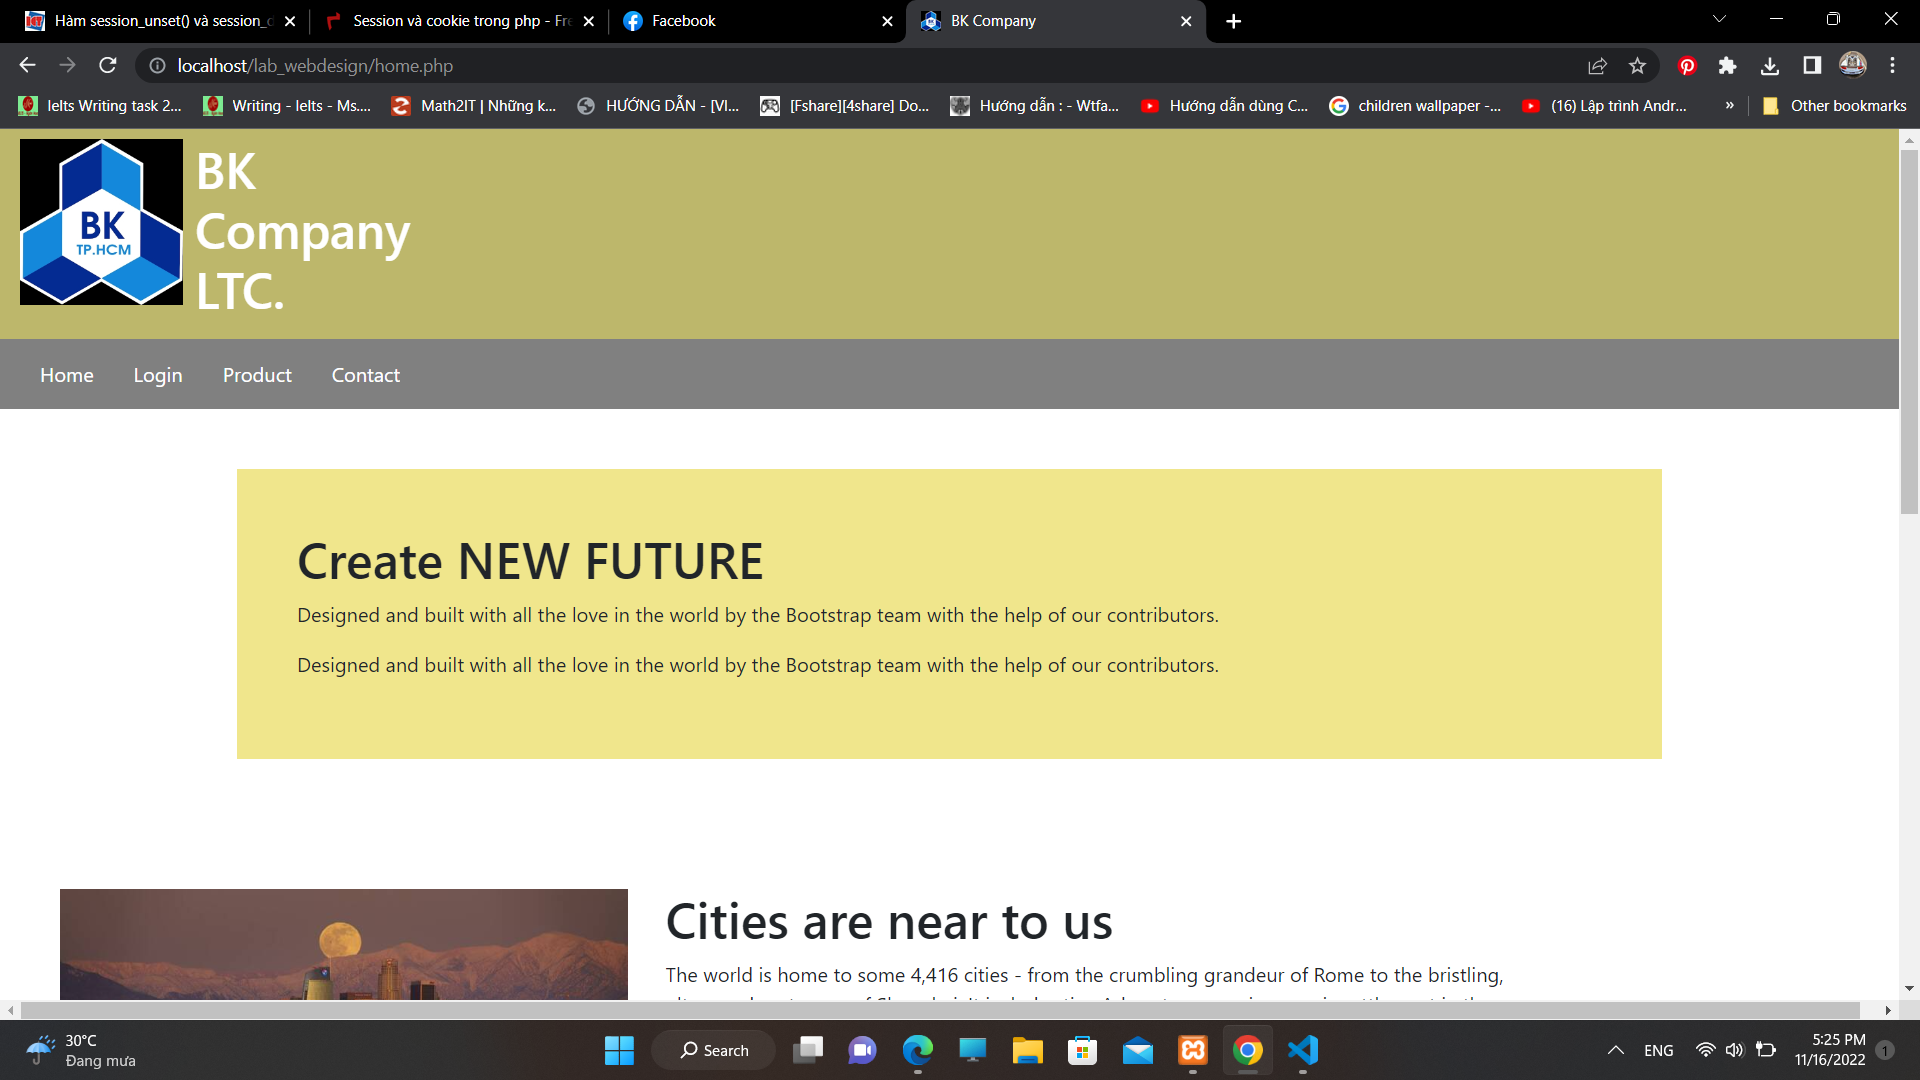 Hàm session_unset() và session_d
Session và cookie trong php - Fre
Facebook
BK Company
localhost/lab_webdesign/home.php
Ielts Writing task 2...
Writing - Ielts - Ms....
Math2IT | Những k...
HƯỚNG DẪN - [VI...
[Fshare][4share] Do...
Hướng dẫn : - Wtfa...
Hướng dẫn dùng C...
children wallpaper -...
(16) Lập trình Andr...
»
Other bookmarks
BK
TP.HCM
BK
Company
LTC.
Home Login Product Contact
Create NEW FUTURE
Designed and built with all the love in the world by the Bootstrap team with the help of our contributors.
Designed and built with all the love in the world by the Bootstrap team with the help of our contributors.
Cities are near to us
The world is home to some 4,416 cities - from the crumbling grandeur of Rome to the bristling,
30°C
Đang mưa
Search
ENG
5:25 PM
11/16/2022
1